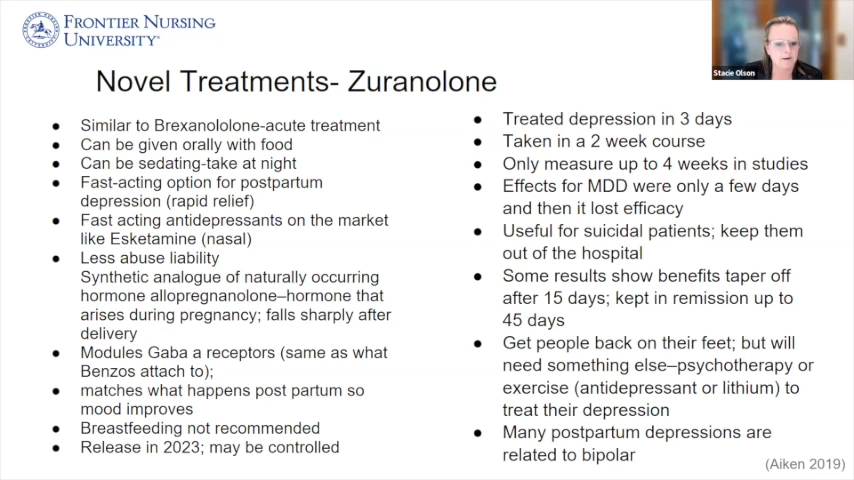 FRONTIER NURSING
UNIVERSITY®
Stacie Olson
Novel Treatments- Zuranolone
● Similar to Brexanololone-acute treatment
● Can be given orally with food
● Can be sedating-take at night
● Fast-acting option for postpartum
depression (rapid relief)
● Fast acting antidepressants on the market
like Esketamine (nasal)
● Less abuse liability
Synthetic analogue of naturally occurring
hormone allopregnanolone–hormone that
arises during pregnancy; falls sharply after
delivery
● Modules Gaba a receptors (same as what
Benzos attach to);
● matches what happens post partum so
mood improves
● Breastfeeding not recommended
● Release in 2023; may be controlled
● Treated depression in 3 days
● Taken in a 2 week course
● Only measure up to 4 weeks in studies
● Effects for MDD were only a few days
and then it lost efficacy
● Useful for suicidal patients; keep them
out of the hospital
● Some results show benefits taper off
after 15 days; kept in remission up to
45 days
● Get people back on their feet; but will
need something else–psychotherapy or
exercise (antidepressant or lithium) to
treat their depression
● Many postpartum depressions are
related to bipolar
(Aiken 2019)